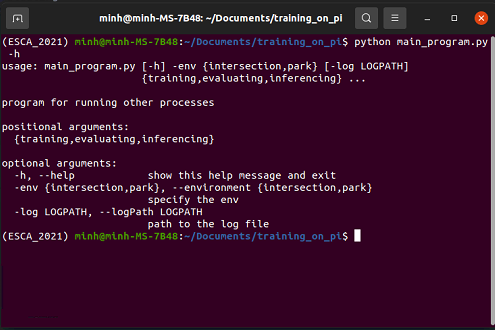 minh@minh-MS-7B48: ~/Documents/training_on_pi
(ESCA_2021) minh@minh-MS-7B48:~/Documents/training_on_pi$ python main_program.py
 -h
usage: main_program.py [-h] -env {intersection,park} [-log LOGPATH]
                       {training,evaluating,inferencing} ...
program for running other processes
positional arguments:
  {training,evaluating,inferencing}
optional arguments:
  -h, --help            show this help message and exit
  -env {intersection,park}, --environment {intersection,park}
                        specify the env
  -log LOGPATH, --logPath LOGPATH
                        path to the log file
(ESCA_2021) minh@minh-MS-7B48:~/Documents/training_on_pi$